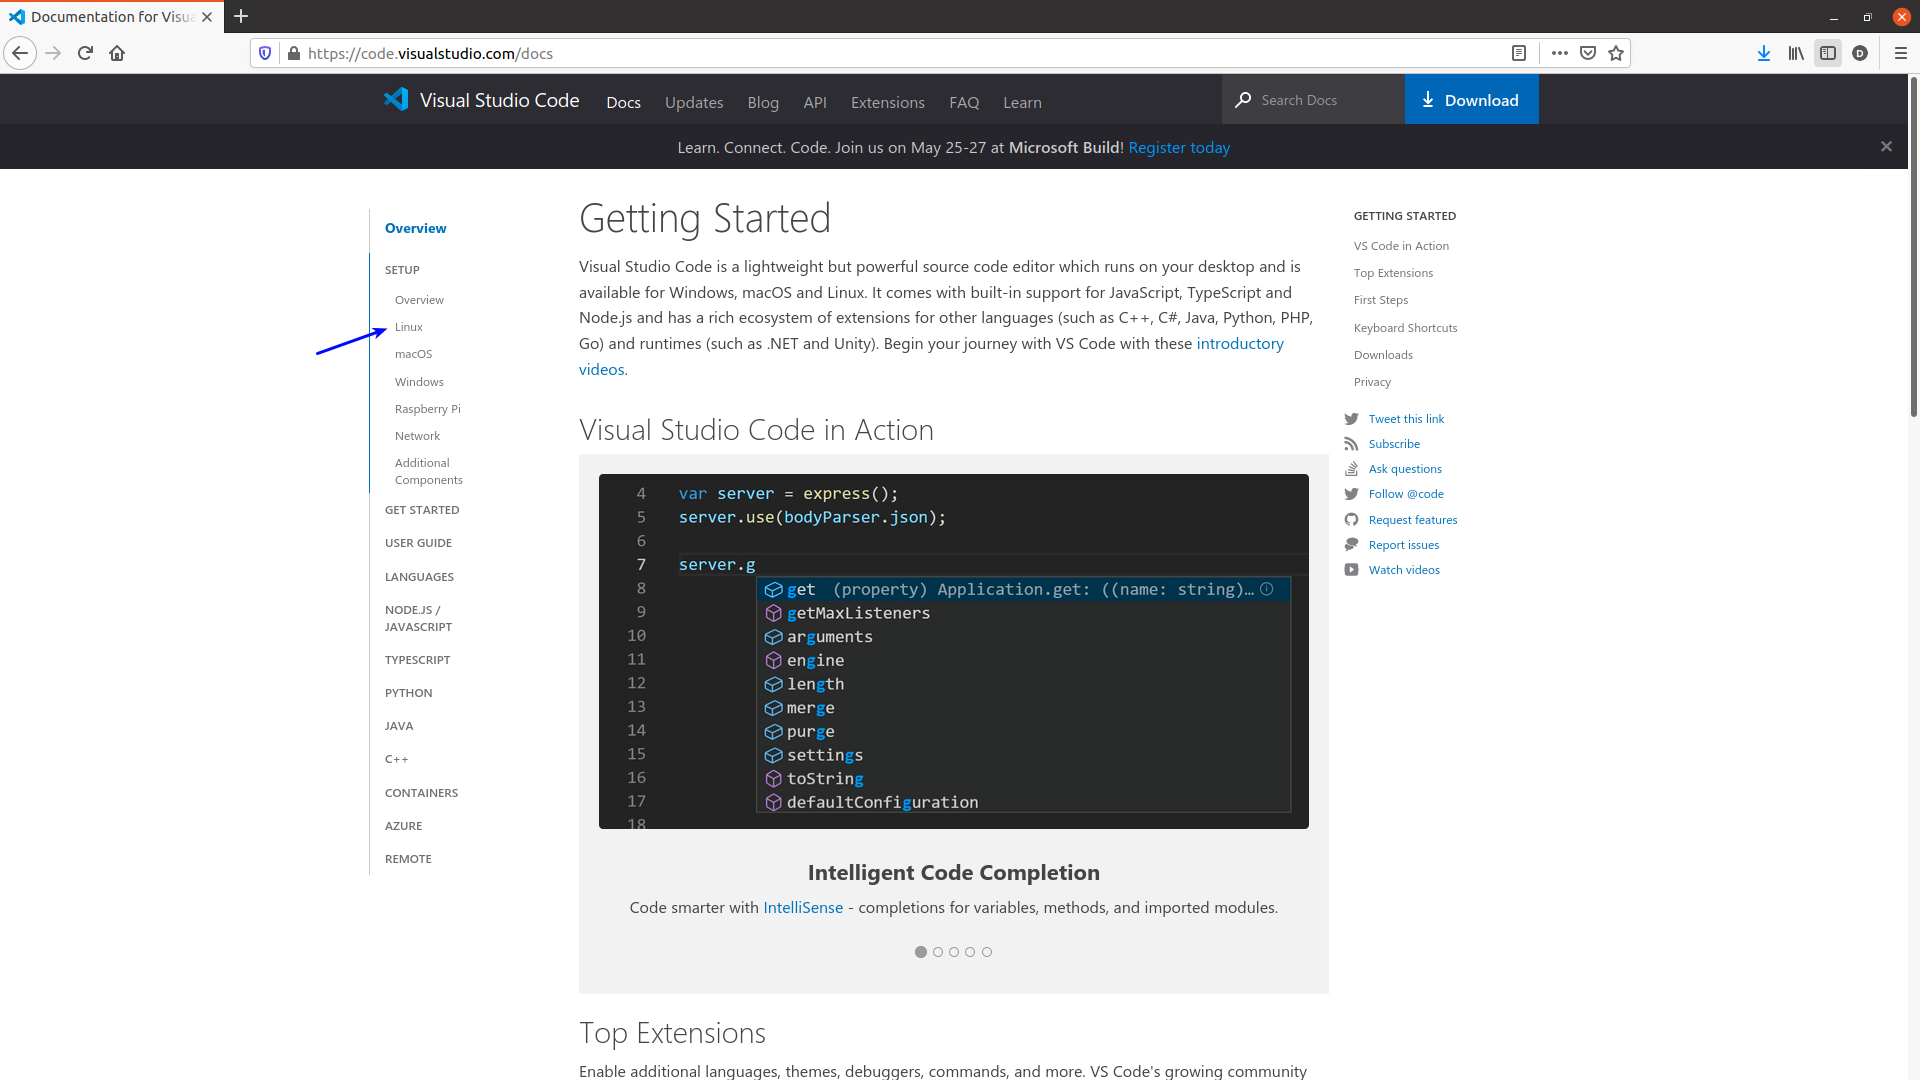 Documentation for Visua
https://code.visualstudio.com/docs
Visual Studio Code
Docs
Updates
Blog
API
Extensions
FAQ
Learn
Search Docs
Download
Learn. Connect. Code. Join us on May 25-27 at Microsoft Build! Register today
Overview
SETUP
Overview
Linux
macOS
Windows
Raspberry Pi
Network
Additional
Components
GET STARTED
USER GUIDE
LANGUAGES
NODE.JS /
JAVASCRIPT
TYPESCRIPT
PYTHON
JAVA
C++
CONTAINERS
AZURE
REMOTE
Getting Started
Visual Studio Code is a lightweight but powerful source code editor which runs on your desktop and is
available for Windows, macOS and Linux. It comes with built-in support for JavaScript, TypeScript and
Node.js and has a rich ecosystem of extensions for other languages (such as C++, C#, Java, Python, PHP,
Go) and runtimes (such as .NET and Unity). Begin your journey with VS Code with these introductory
videos.
Visual Studio Code in Action
4 var server = express();
5 server.use(bodyParser.json);
6
7 server.g
8 get (property) Application.get: ((name: string)…
9 getMaxListeners
10 arguments
11 engine
12 length
13 merge
14 purge
15 settings
16 toString
17 defaultConfiguration
18
Intelligent Code Completion
Code smarter with IntelliSense - completions for variables, methods, and imported modules.
Top Extensions
Enable additional languages, themes, debuggers, commands, and more. VS Code's growing community
GETTING STARTED
VS Code in Action
Top Extensions
First Steps
Keyboard Shortcuts
Downloads
Privacy
Tweet this link
Subscribe
Ask questions
Follow @code
Request features
Report issues
Watch videos
D